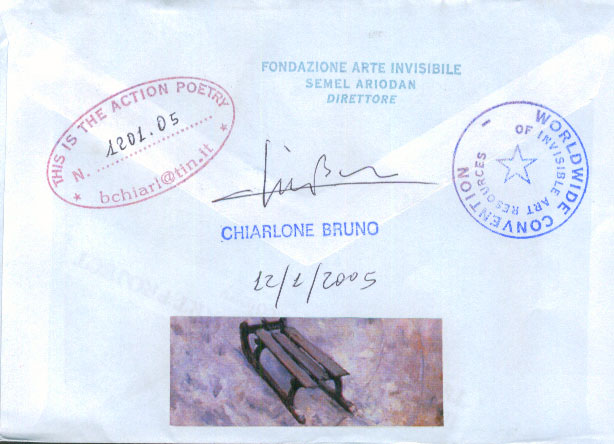 FONDAZIONE ARTE INVISIBILE
SEMEL ARIODAN
DIRETTORE
THIS IS THE ACTION POETRY
N. 1201.05
bchiari@tin.it
WORLDWIDE CONVENTION
OF INVISIBLE ART RESOURCES
CHIARLONE BRUNO
12/1/2005